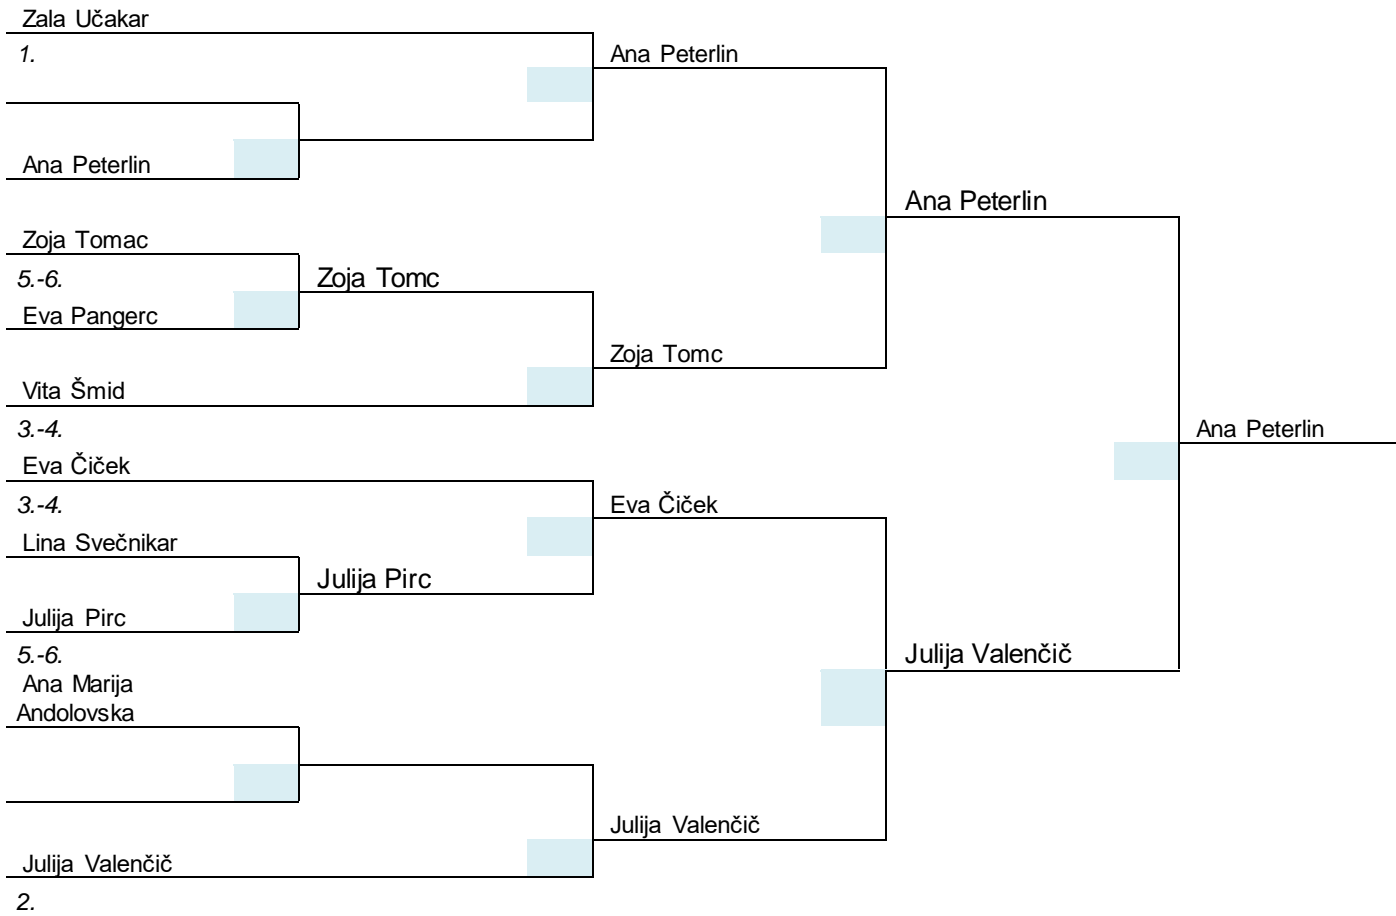 Zala Učakar
1.
Ana Peterlin
Ana Peterlin
Ana Peterlin
Zoja Tomac
5.-6.
Zoja Tomc
Eva Pangerc
Zoja Tomc
Vita Šmid
3.-4.
Ana Peterlin
Eva Čiček
3.-4.
Eva Čiček
Lina Svečnikar
Julija Pirc
Julija Pirc
5.-6.
Julija Valenčič
Ana Marija
Andolovska
Julija Valenčič
Julija Valenčič
2.